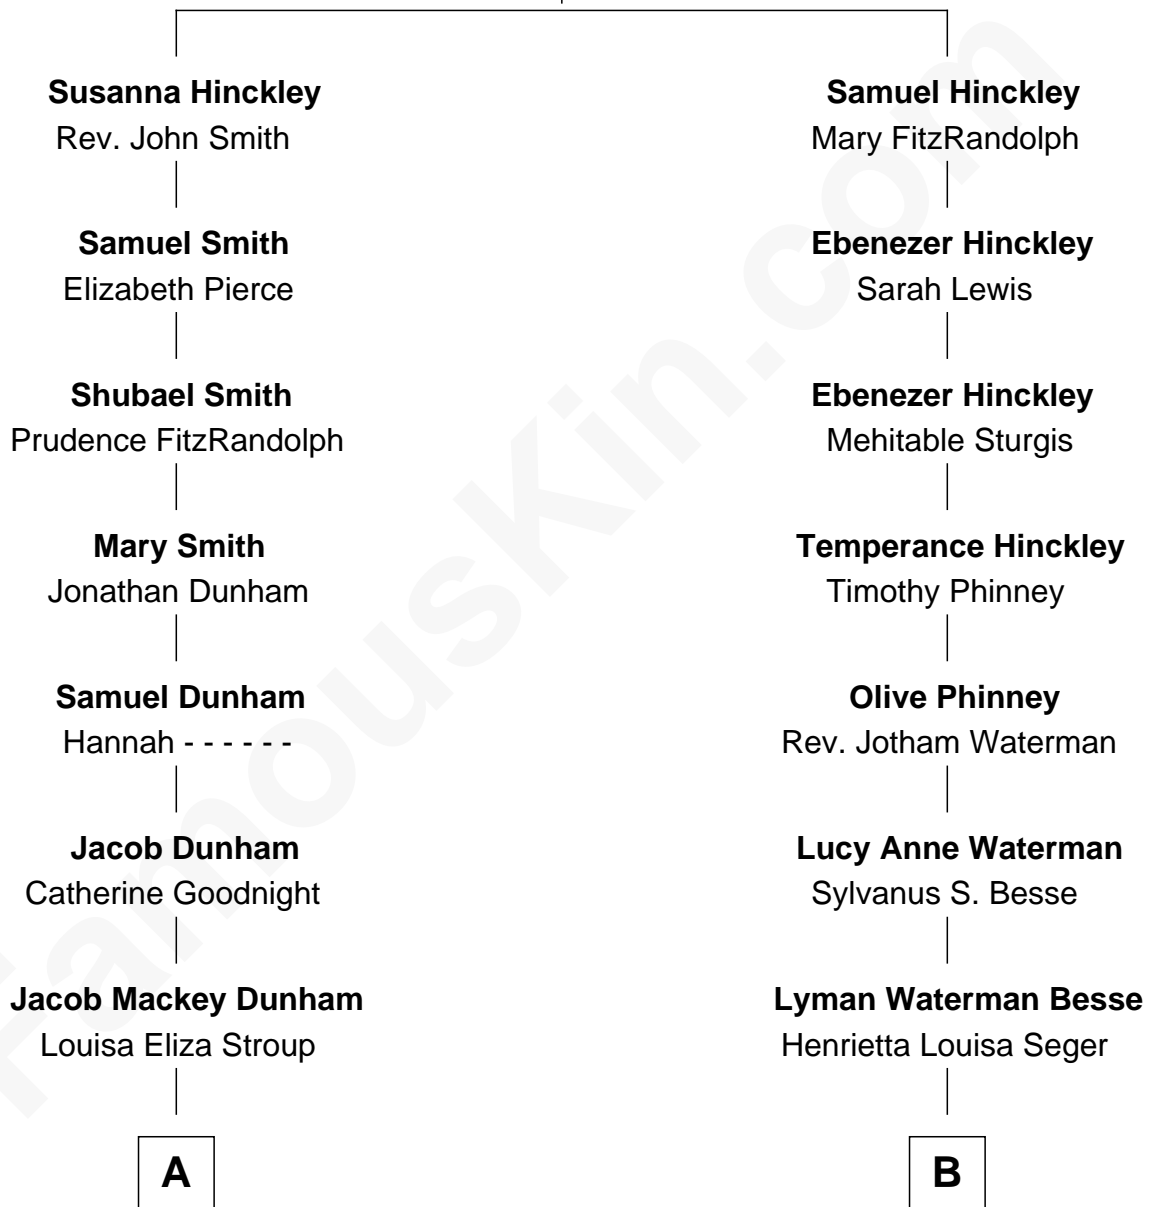 Susanna Hinckley
Rev. John Smith
Samuel Smith
Elizabeth Pierce
Shubael Smith
Prudence FitzRandolph
Mary Smith
Jonathan Dunham
Samuel Dunham
Hannah - - - - - -
Jacob Dunham
Catherine Goodnight
Jacob Mackey Dunham
Louisa Eliza Stroup
A
Samuel Hinckley
Mary FitzRandolph
Ebenezer Hinckley
Sarah Lewis
Ebenezer Hinckley
Mehitable Sturgis
Temperance Hinckley
Timothy Phinney
Olive Phinney
Rev. Jotham Waterman
Lucy Anne Waterman
Sylvanus S. Besse
Lyman Waterman Besse
Henrietta Louisa Seger
B
FamousKin.com